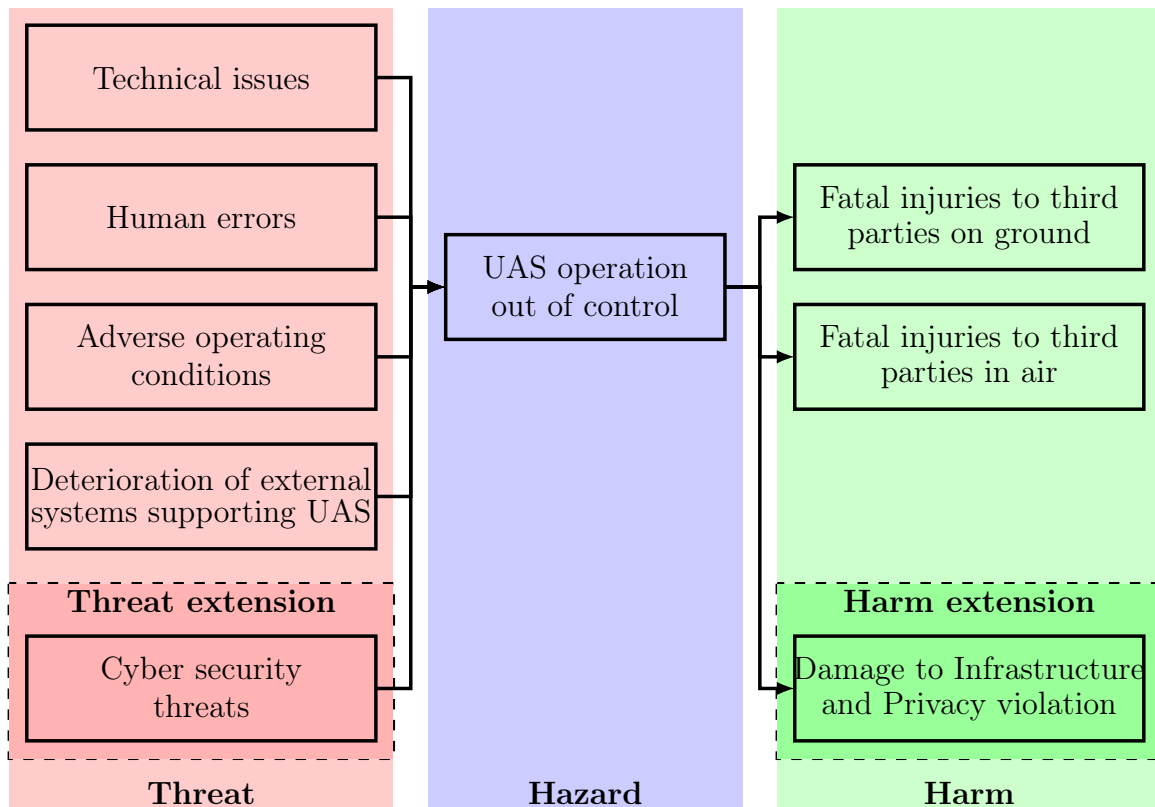 Technical issues
Human errors
Adverse operating
conditions
Deterioration of external
systems supporting UAS
Threat extension
Cyber security
threats
Threat
UAS operation
out of control
Hazard
Fatal injuries to third
parties on ground
Fatal injuries to third
parties in air
Harm extension
Damage to Infrastructure
and Privacy violation
Harm